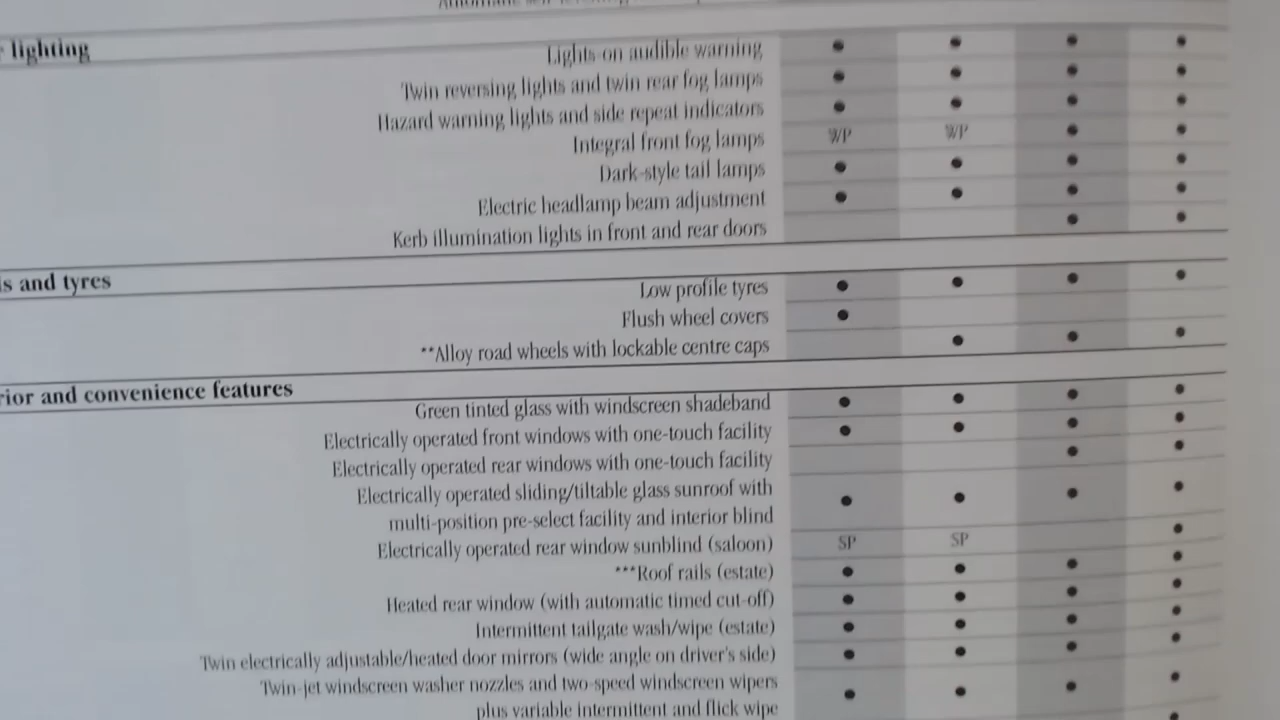 lighting
Lights-on audible warning ● ● ● ●
Twin reversing lights and twin rear fog lamps ● ● ● ●
Hazard warning lights and side repeat indicators ● ● ● ●
Integral front fog lamps WP WP ● ●
Dark-style tail lamps ● ● ● ●
Electric headlamp beam adjustment ● ● ● ●
Kerb illumination lights in front and rear doors ● ●
s and tyres
Low profile tyres ● ● ● ●
Flush wheel covers ●
**Alloy road wheels with lockable centre caps ● ● ●
rior and convenience features
Green tinted glass with windscreen shadeband ● ● ● ●
Electrically operated front windows with one-touch facility ● ● ● ●
Electrically operated rear windows with one-touch facility ● ●
Electrically operated sliding/tiltable glass sunroof with
multi-position pre-select facility and interior blind ● ● ● ●
Electrically operated rear window sunblind (saloon) SP SP ●
***Roof rails (estate) ● ● ● ●
Heated rear window (with automatic timed cut-off) ● ● ● ●
Intermittent tailgate wash/wipe (estate) ● ● ● ●
Twin electrically adjustable/heated door mirrors (wide angle on driver's side) ● ● ● ●
Twin-jet windscreen washer nozzles and two-speed windscreen wipers
plus variable intermittent and flick wipe ● ● ● ●